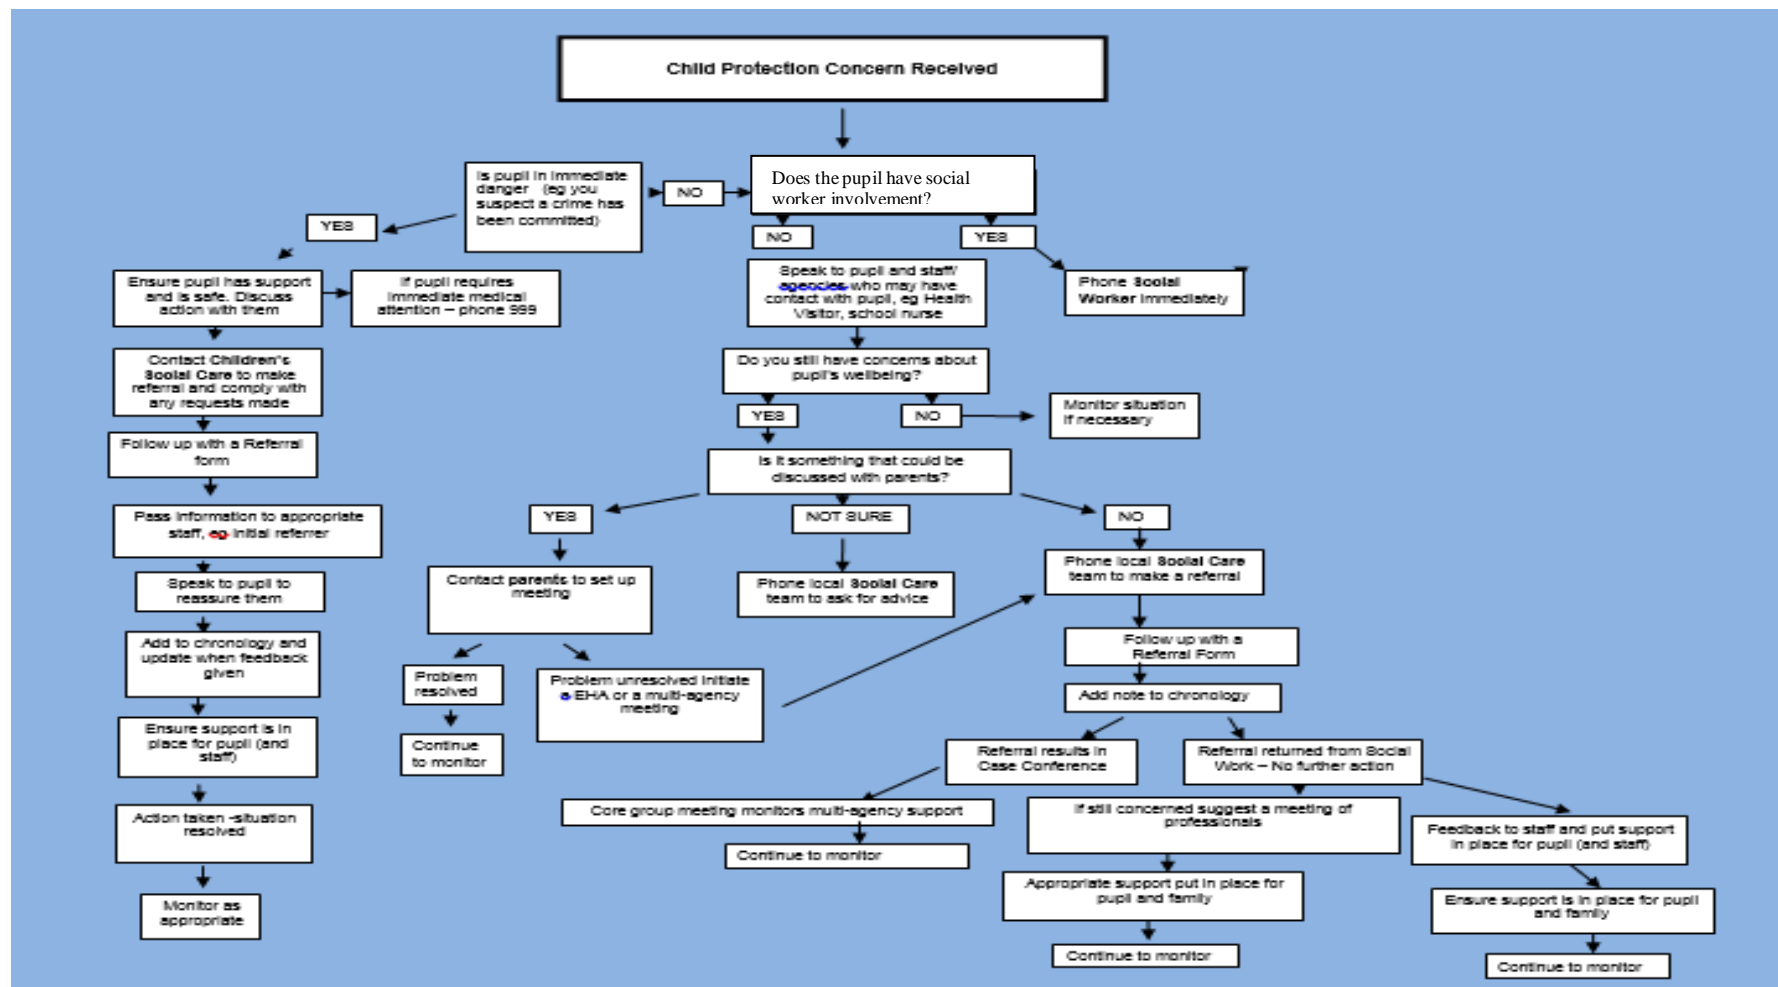 Child Protection Concern Received
Is pupil in immediate
danger (eg you
suspect a crime has
been committed)
NO
Does the pupil have social
worker involvement?
YES
NO
YES
Ensure pupil has support
and is safe. Discuss
action with them
If pupil requires
immediate medical
attention – phone 999
Speak to pupil and staff/
agencies who may have
contact with pupil, eg Health
Visitor, school nurse
Phone Social
Worker immediately
Contact Children's
Social Care to make
referral and comply with
any requests made
Do you still have concerns about
pupil's wellbeing?
YES
NO
Monitor situation
if necessary
Follow up with a Referral
form
Is it something that could be
discussed with parents?
Pass information to appropriate
staff, eg initial referrer
YES
NOT SURE
NO
Speak to pupil to
reassure them
Contact parents to set up
meeting
Phone local Social Care
team to ask for advice
Phone local Social Care
team to make a referral
Add to chronology and
update when feedback
given
Follow up with a
Referral Form
Problem
resolved
Problem unresolved initiate
a EHA or a multi-agency
meeting
Add note to chronology
Ensure support is in
place for pupil (and
staff)
Continue
to monitor
Referral results in
Case Conference
Referral returned from Social
Work – No further action
Action taken -situation
resolved
Core group meeting monitors multi-agency support
If still concerned suggest a meeting of
professionals
Feedback to staff and put support
in place for pupil (and staff)
Continue to monitor
Monitor as
appropriate
Appropriate support put in place for
pupil and family
Ensure support is in place for pupil
and family
Continue to monitor
Continue to monitor